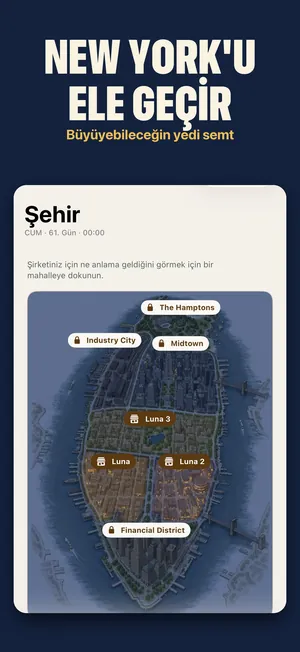 NEW YORK'U
ELE GEÇİR
Büyüyebileceğin yedi semt
Şehir
CUM · 61. Gün · 00:00
Şirketiniz için ne anlama geldiğini görmek için bir
mahalleye dokunun.
The Hamptons
Industry City
Midtown
Luna 3
Luna
Luna 2
Financial District